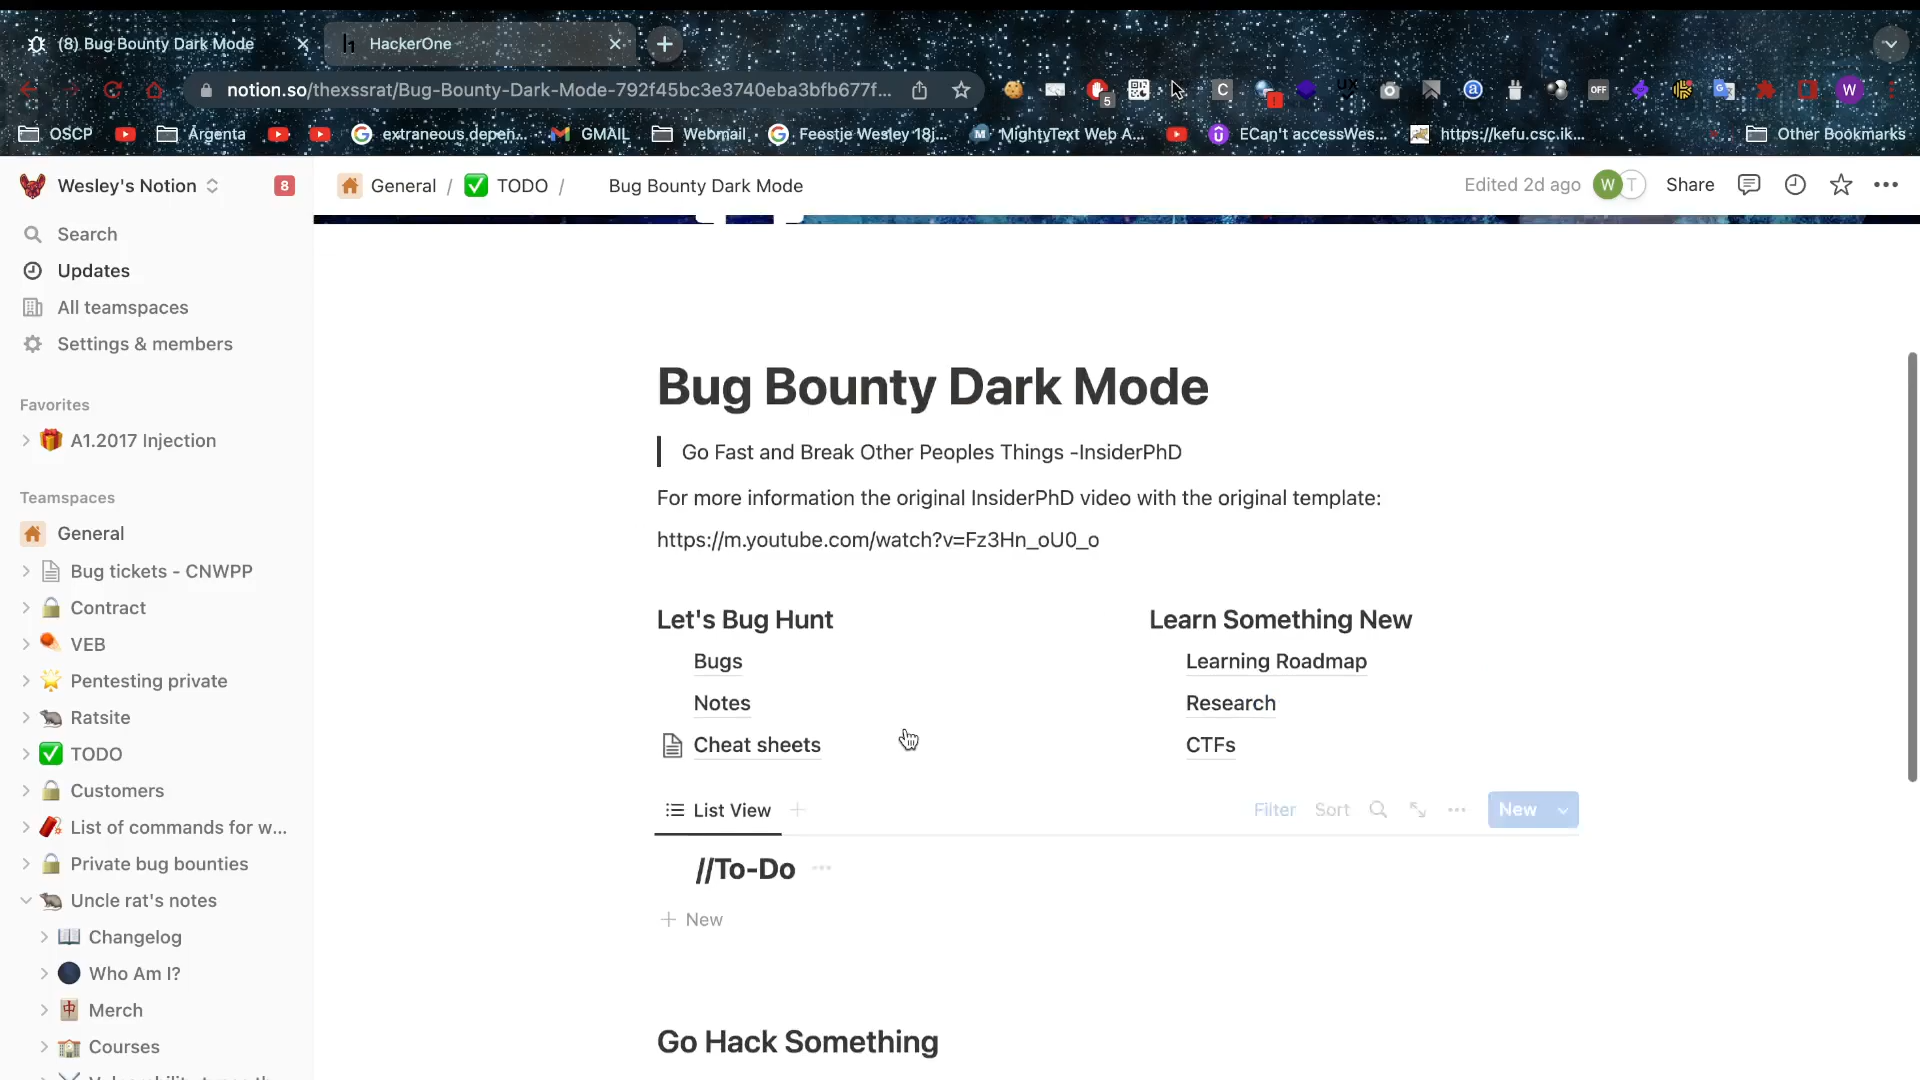 (8) Bug Bounty Dark Mode
HackerOne
notion.so/thexssrat/Bug-Bounty-Dark-Mode-792f45bc3e3740eba3bfb677f...
5
C
OFF
W
OSCP
Argenta
extraneous.depen...
GMAIL
Webmail
Feestje Wesley 18j...
MightyText Web A...
ECan't accessWes...
https://kefu.csc.ik...
Other Bookmarks
Wesley's Notion
8
General / TODO / Bug Bounty Dark Mode
Edited 2d ago
W
T
Share
Search
Updates
All teamspaces
Settings & members
Favorites
A1.2017 Injection
Teamspaces
General
Bug tickets - CNWPP
Contract
VEB
Pentesting private
Ratsite
TODO
Customers
List of commands for w...
Private bug bounties
Uncle rat's notes
Changelog
Who Am I?
Merch
Courses
Bug Bounty Dark Mode
Go Fast and Break Other Peoples Things -InsiderPhD
For more information the original InsiderPhD video with the original template:
https://m.youtube.com/watch?v=Fz3Hn_oU0_o
Let's Bug Hunt
Bugs
Notes
Cheat sheets
Learn Something New
Learning Roadmap
Research
CTFs
List View
Filter
Sort
New
//To-Do
New
Go Hack Something